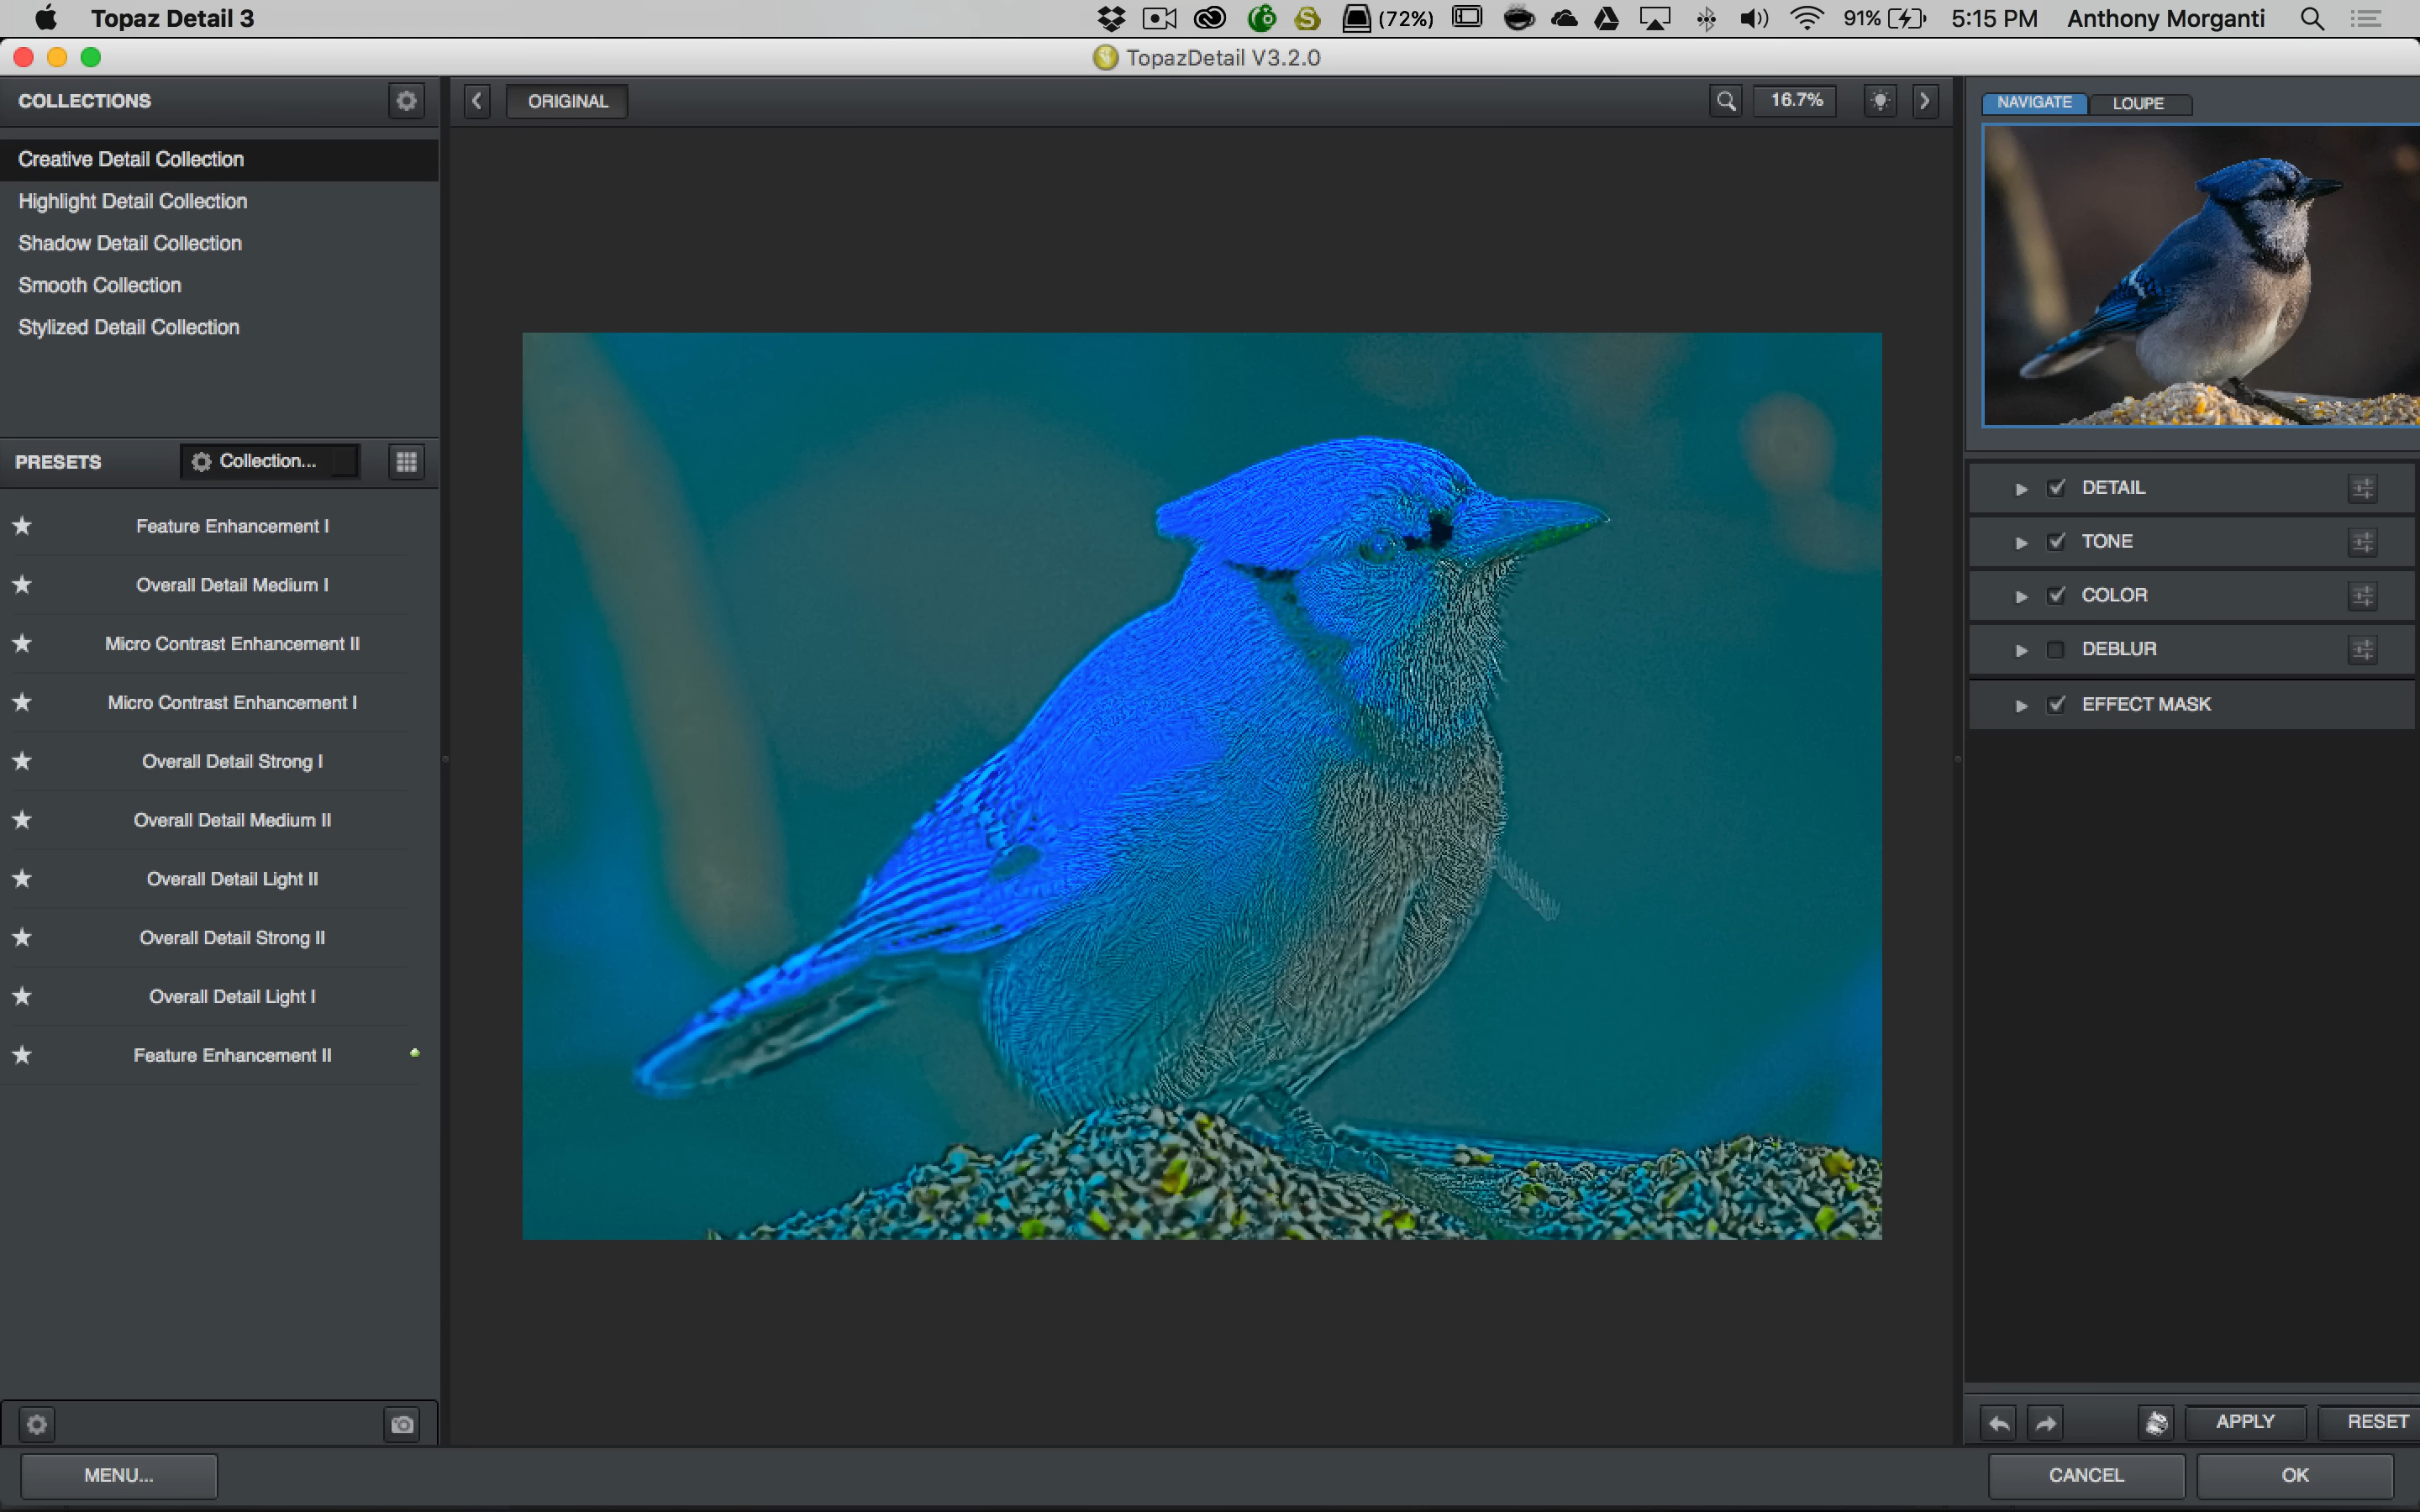 Topaz Detail 3
(72%)
91%
5:15 PM
Anthony Morganti
TopazDetail V3.2.0
COLLECTIONS
ORIGINAL
16.7%
NAVIGATE
LOUPE
Creative Detail Collection
Highlight Detail Collection
Shadow Detail Collection
Smooth Collection
Stylized Detail Collection
PRESETS
Collection...
Feature Enhancement I
Overall Detail Medium I
Micro Contrast Enhancement II
Micro Contrast Enhancement I
Overall Detail Strong I
Overall Detail Medium II
Overall Detail Light II
Overall Detail Strong II
Overall Detail Light I
Feature Enhancement II
DETAIL
TONE
COLOR
DEBLUR
EFFECT MASK
APPLY
RESET
MENU...
CANCEL
OK